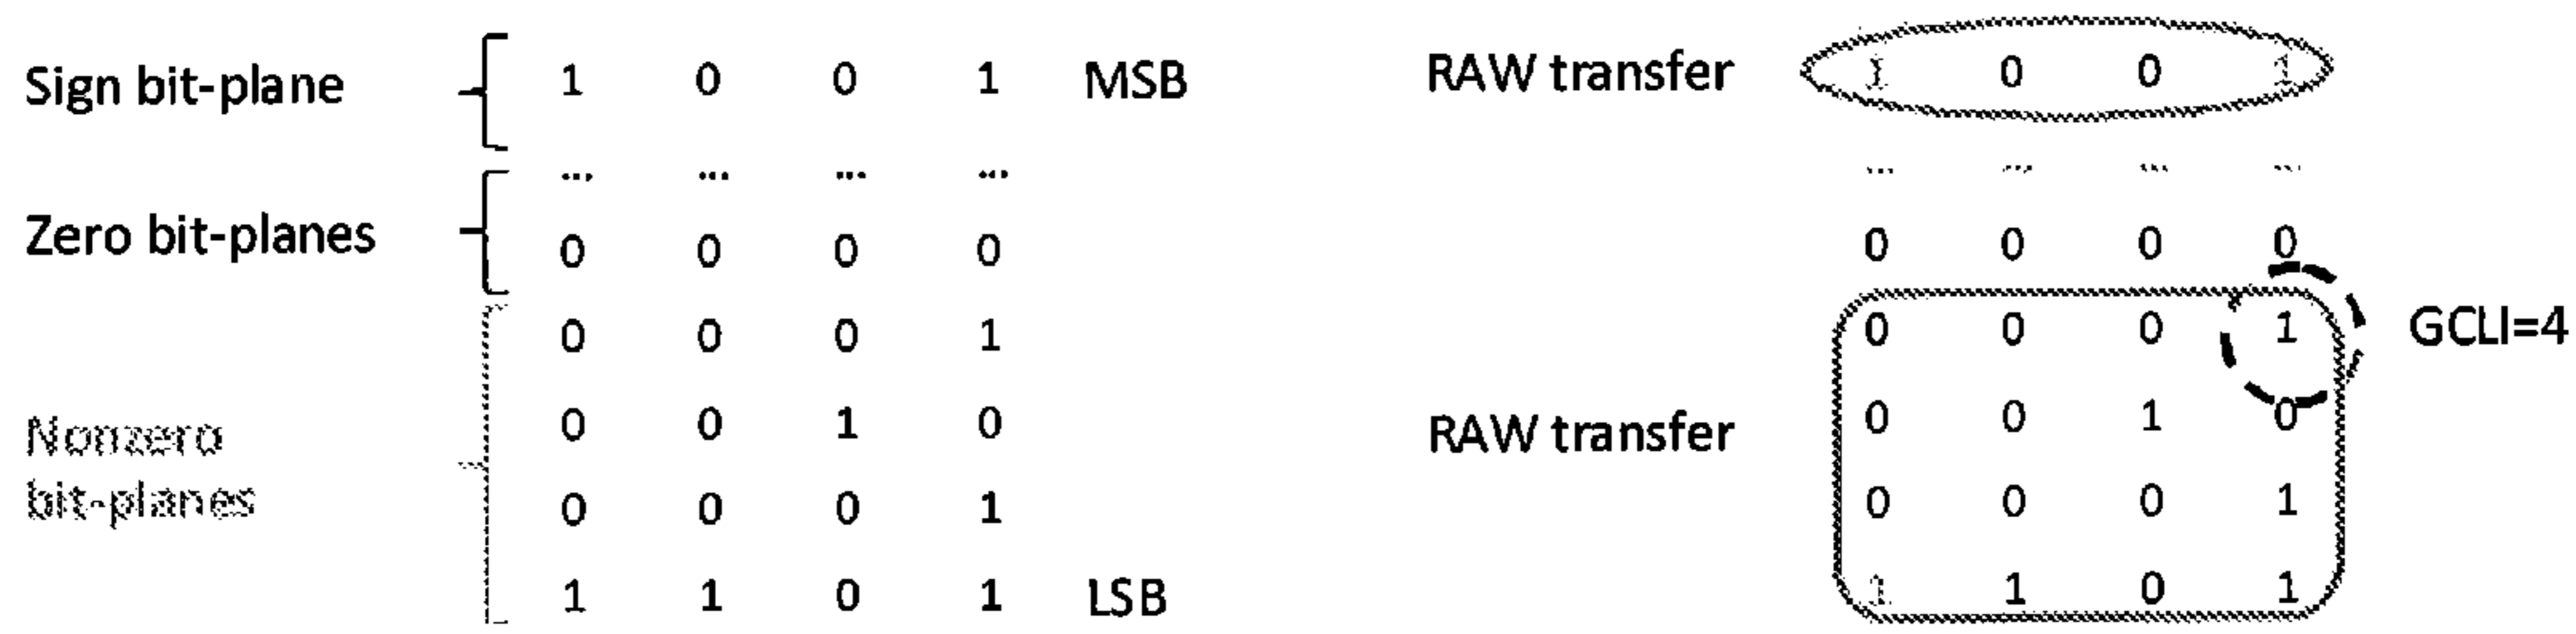 Sign bit-plane 1 0 0 1 MSB RAW transfer 1 0 0 1
... ... ... ... ... ... ... ...
Zero bit-planes 0 0 0 0 0 0 0 0
0 0 0 1 0 0 0 1 GCLI=4
Nonzero 0 0 1 0 RAW transfer 0 0 1 0
bit-planes 0 0 0 1 0 0 0 1
1 1 0 1 LSB 1 1 0 1